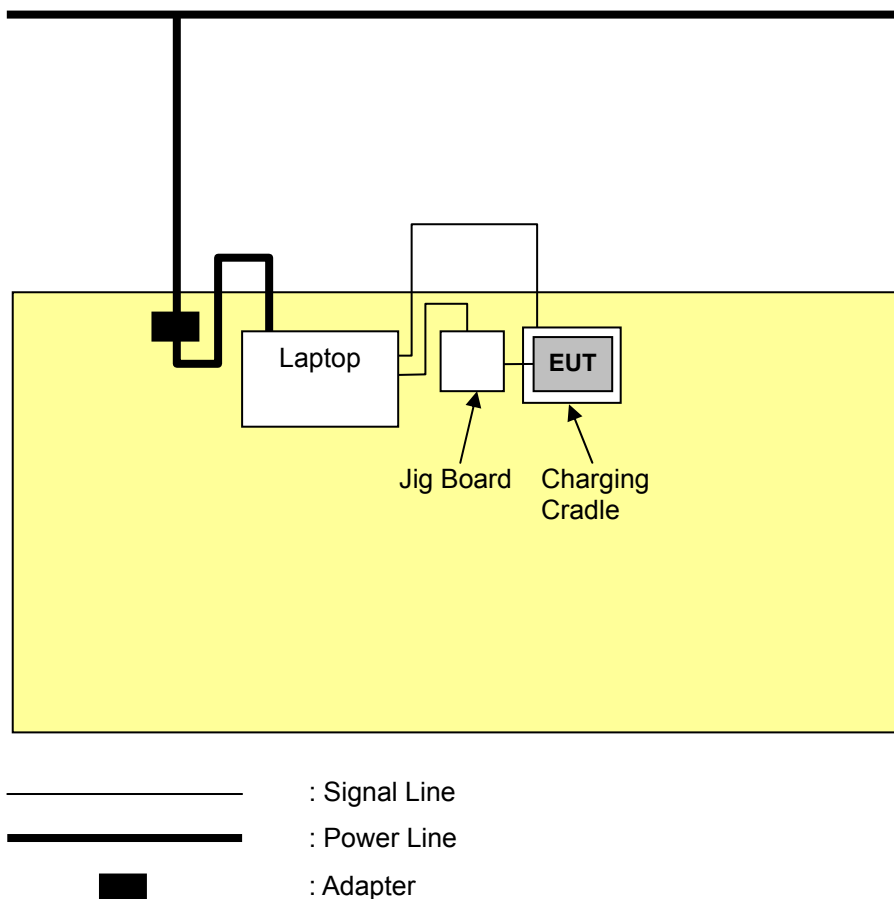 Laptop
EUT
Jig Board
Charging
Cradle
: Signal Line
: Power Line
: Adapter